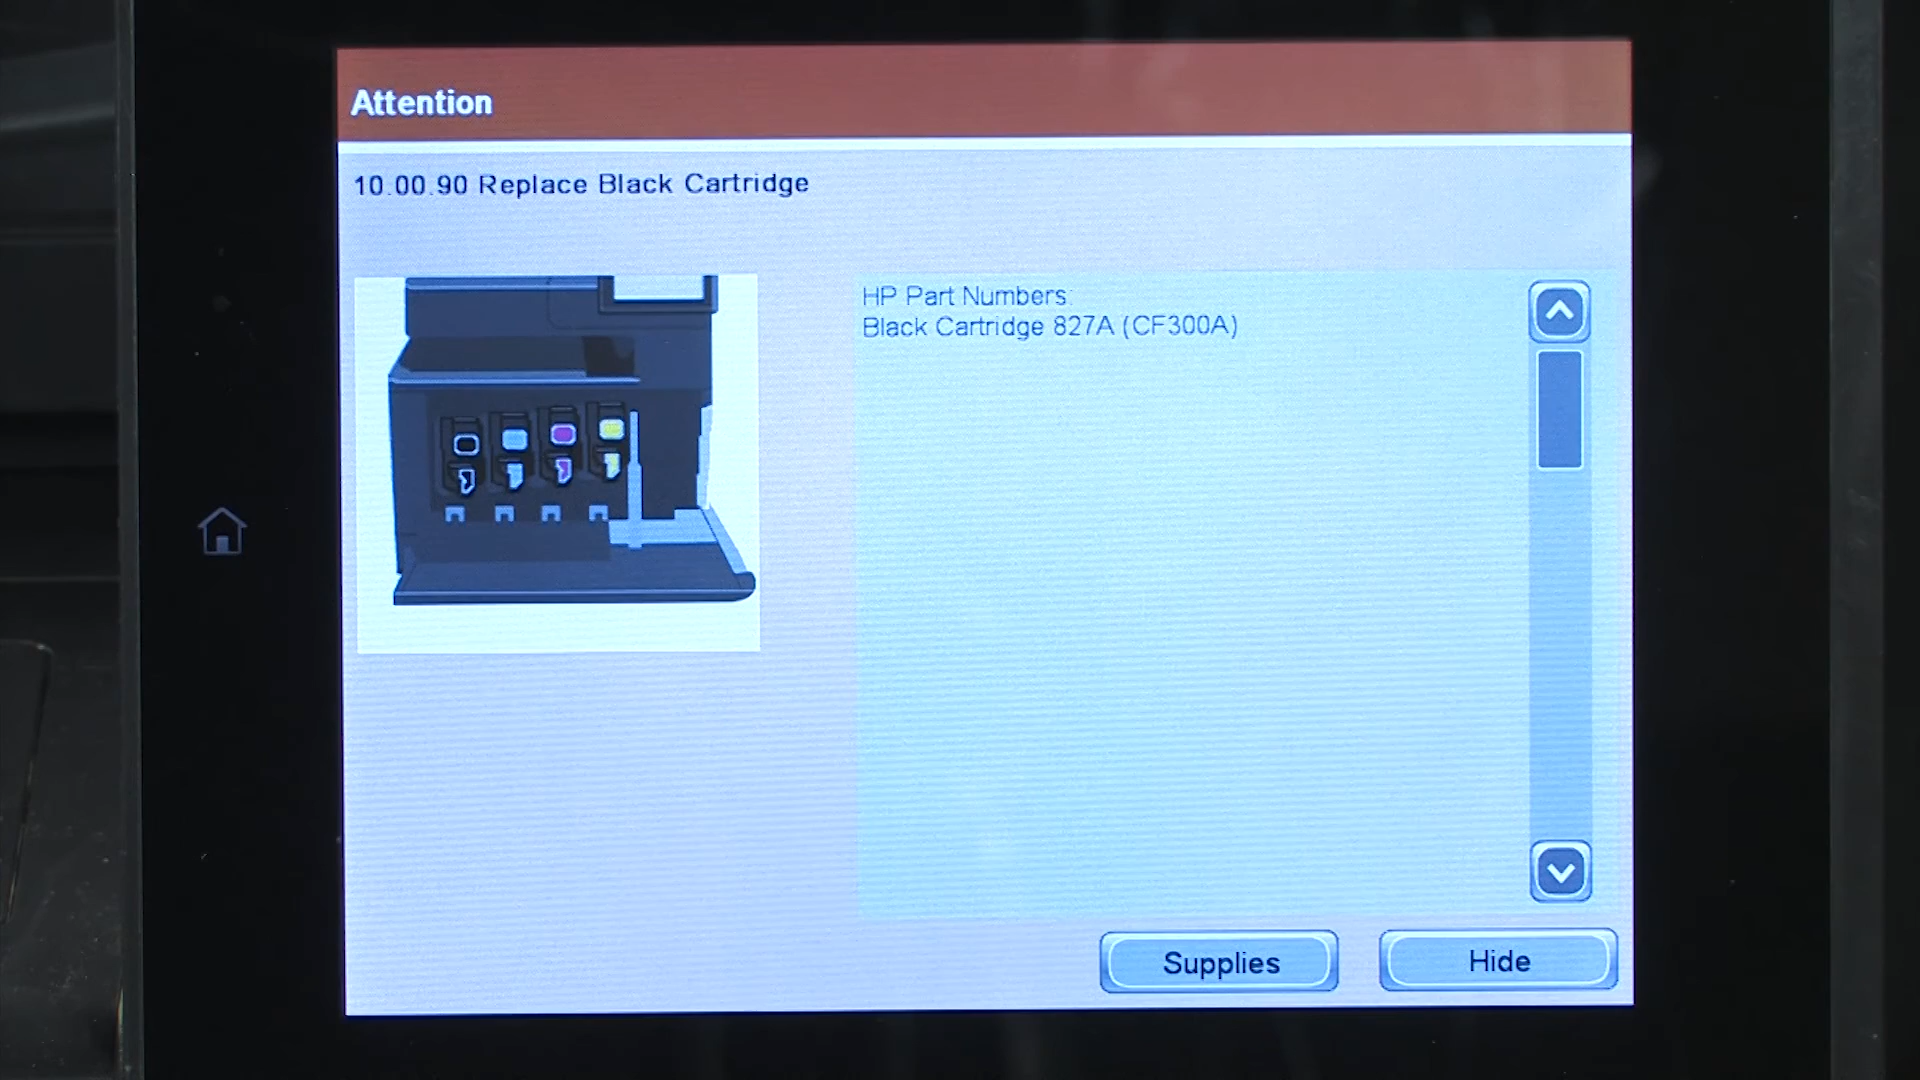 Attention
10.00.90 Replace Black Cartridge
HP Part Numbers:
Black Cartridge 827A (CF300A)
Supplies
Hide